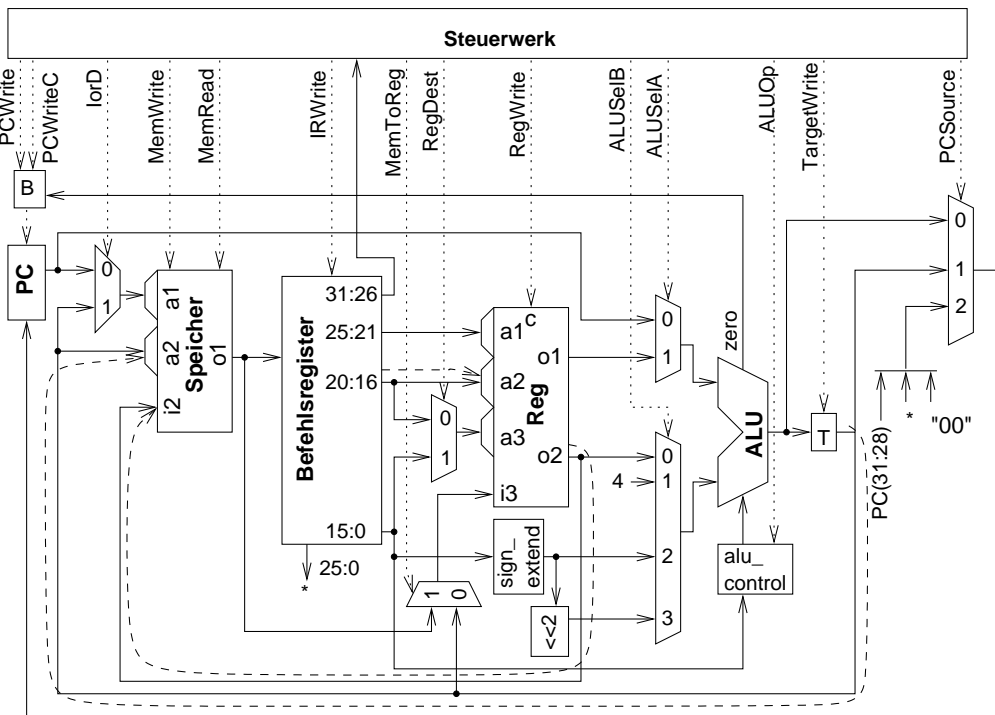 Steuerwerk
PCWrite
PCWriteC
IorD
MemWrite
MemRead
IRWrite
MemToReg
RegDest
RegWrite
ALUSelB
ALUSelA
ALUOp
TargetWrite
PCSource
B
PC
0
1
a1
a2
i2
o1
Speicher
Befehlsregister
31:26
25:21
20:16
15:0
25:0
*
0
1
1
0
c
a1
a2
a3
i3
o1
o2
Reg
sign_
extend
<<2
0
1
4
0
1
2
3
zero
ALU
alu_
control
T
0
1
2
PC(31:28)
*
"00"